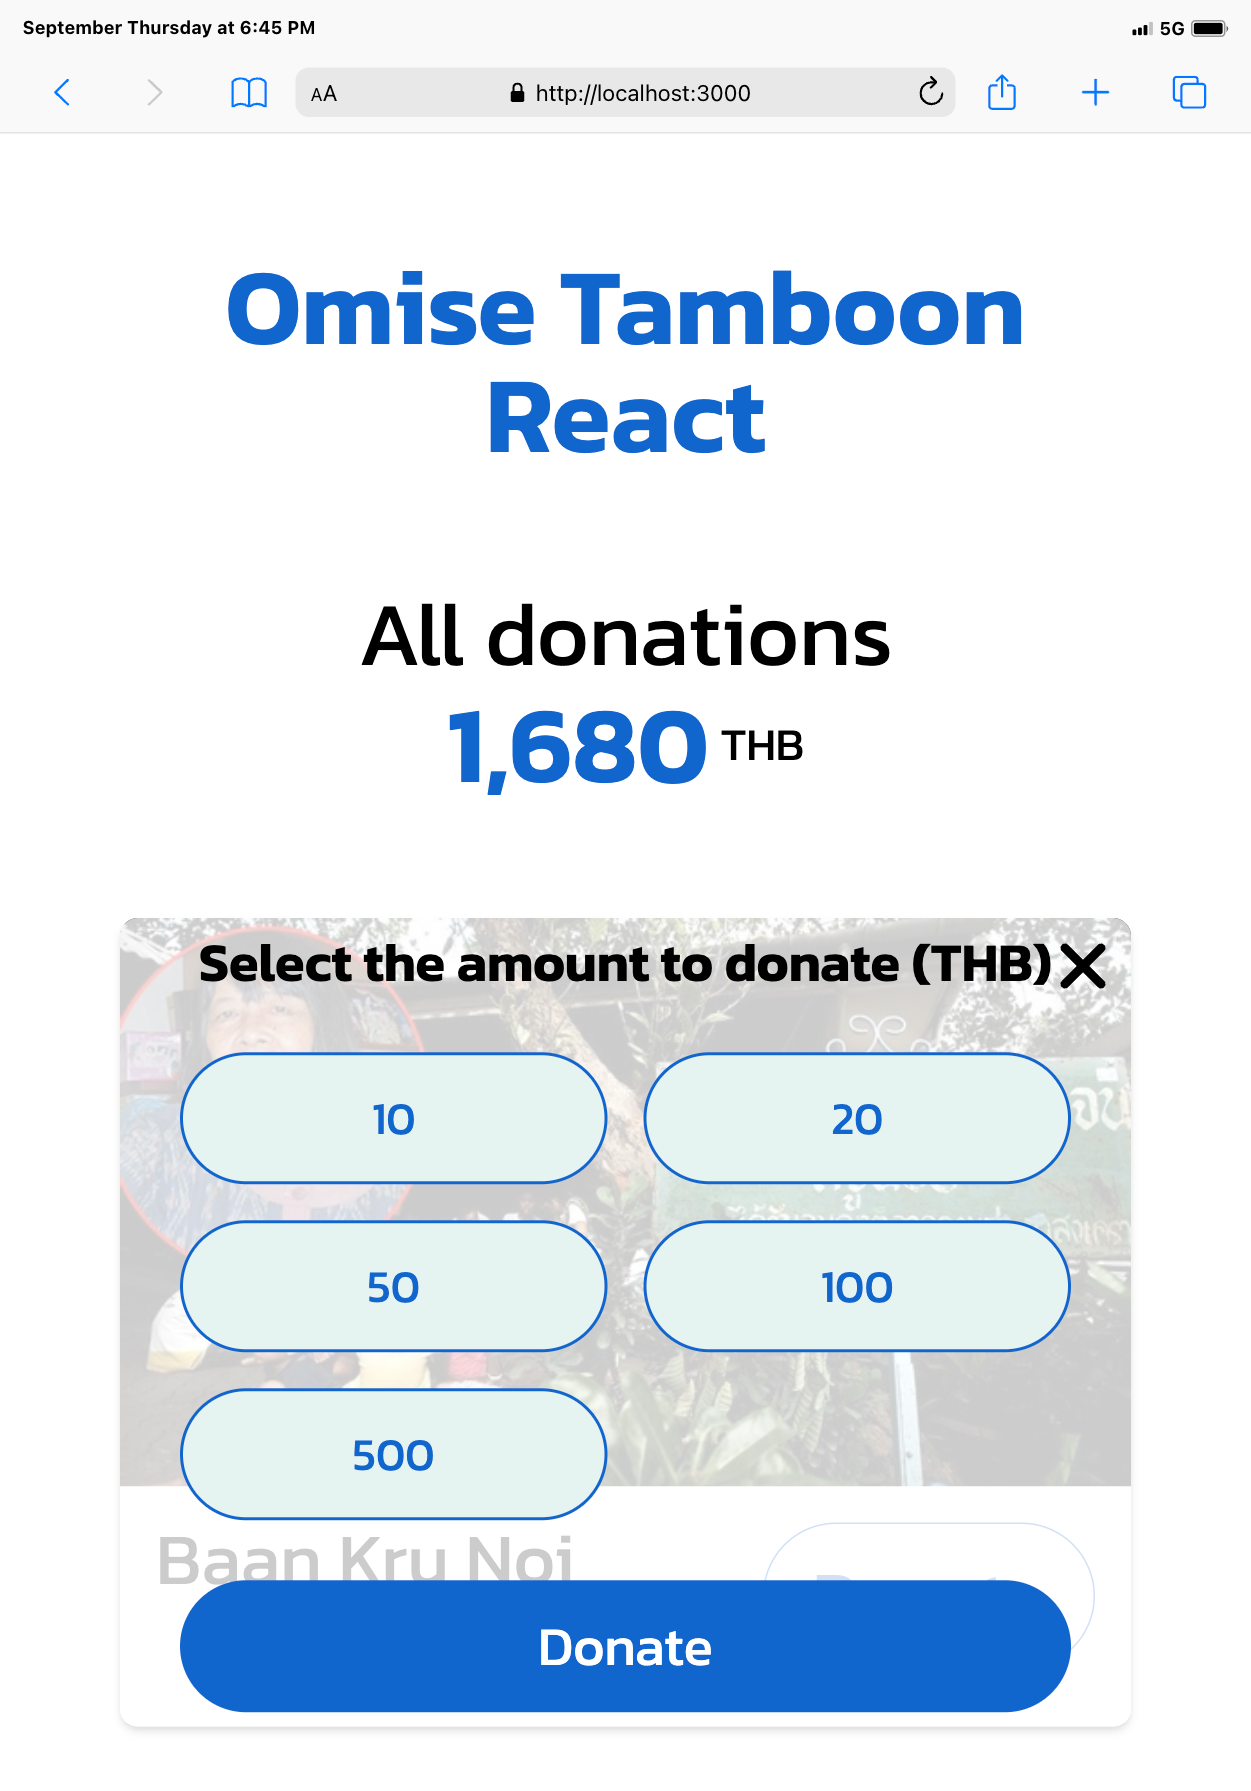 September Thursday at 6:45 PM
5G
AA
http://localhost:3000
Omise Tamboon
React
All donations
1,680 THB
Select the amount to donate (THB)
10 20
50 100
500
Baan Kru Noi
Donate